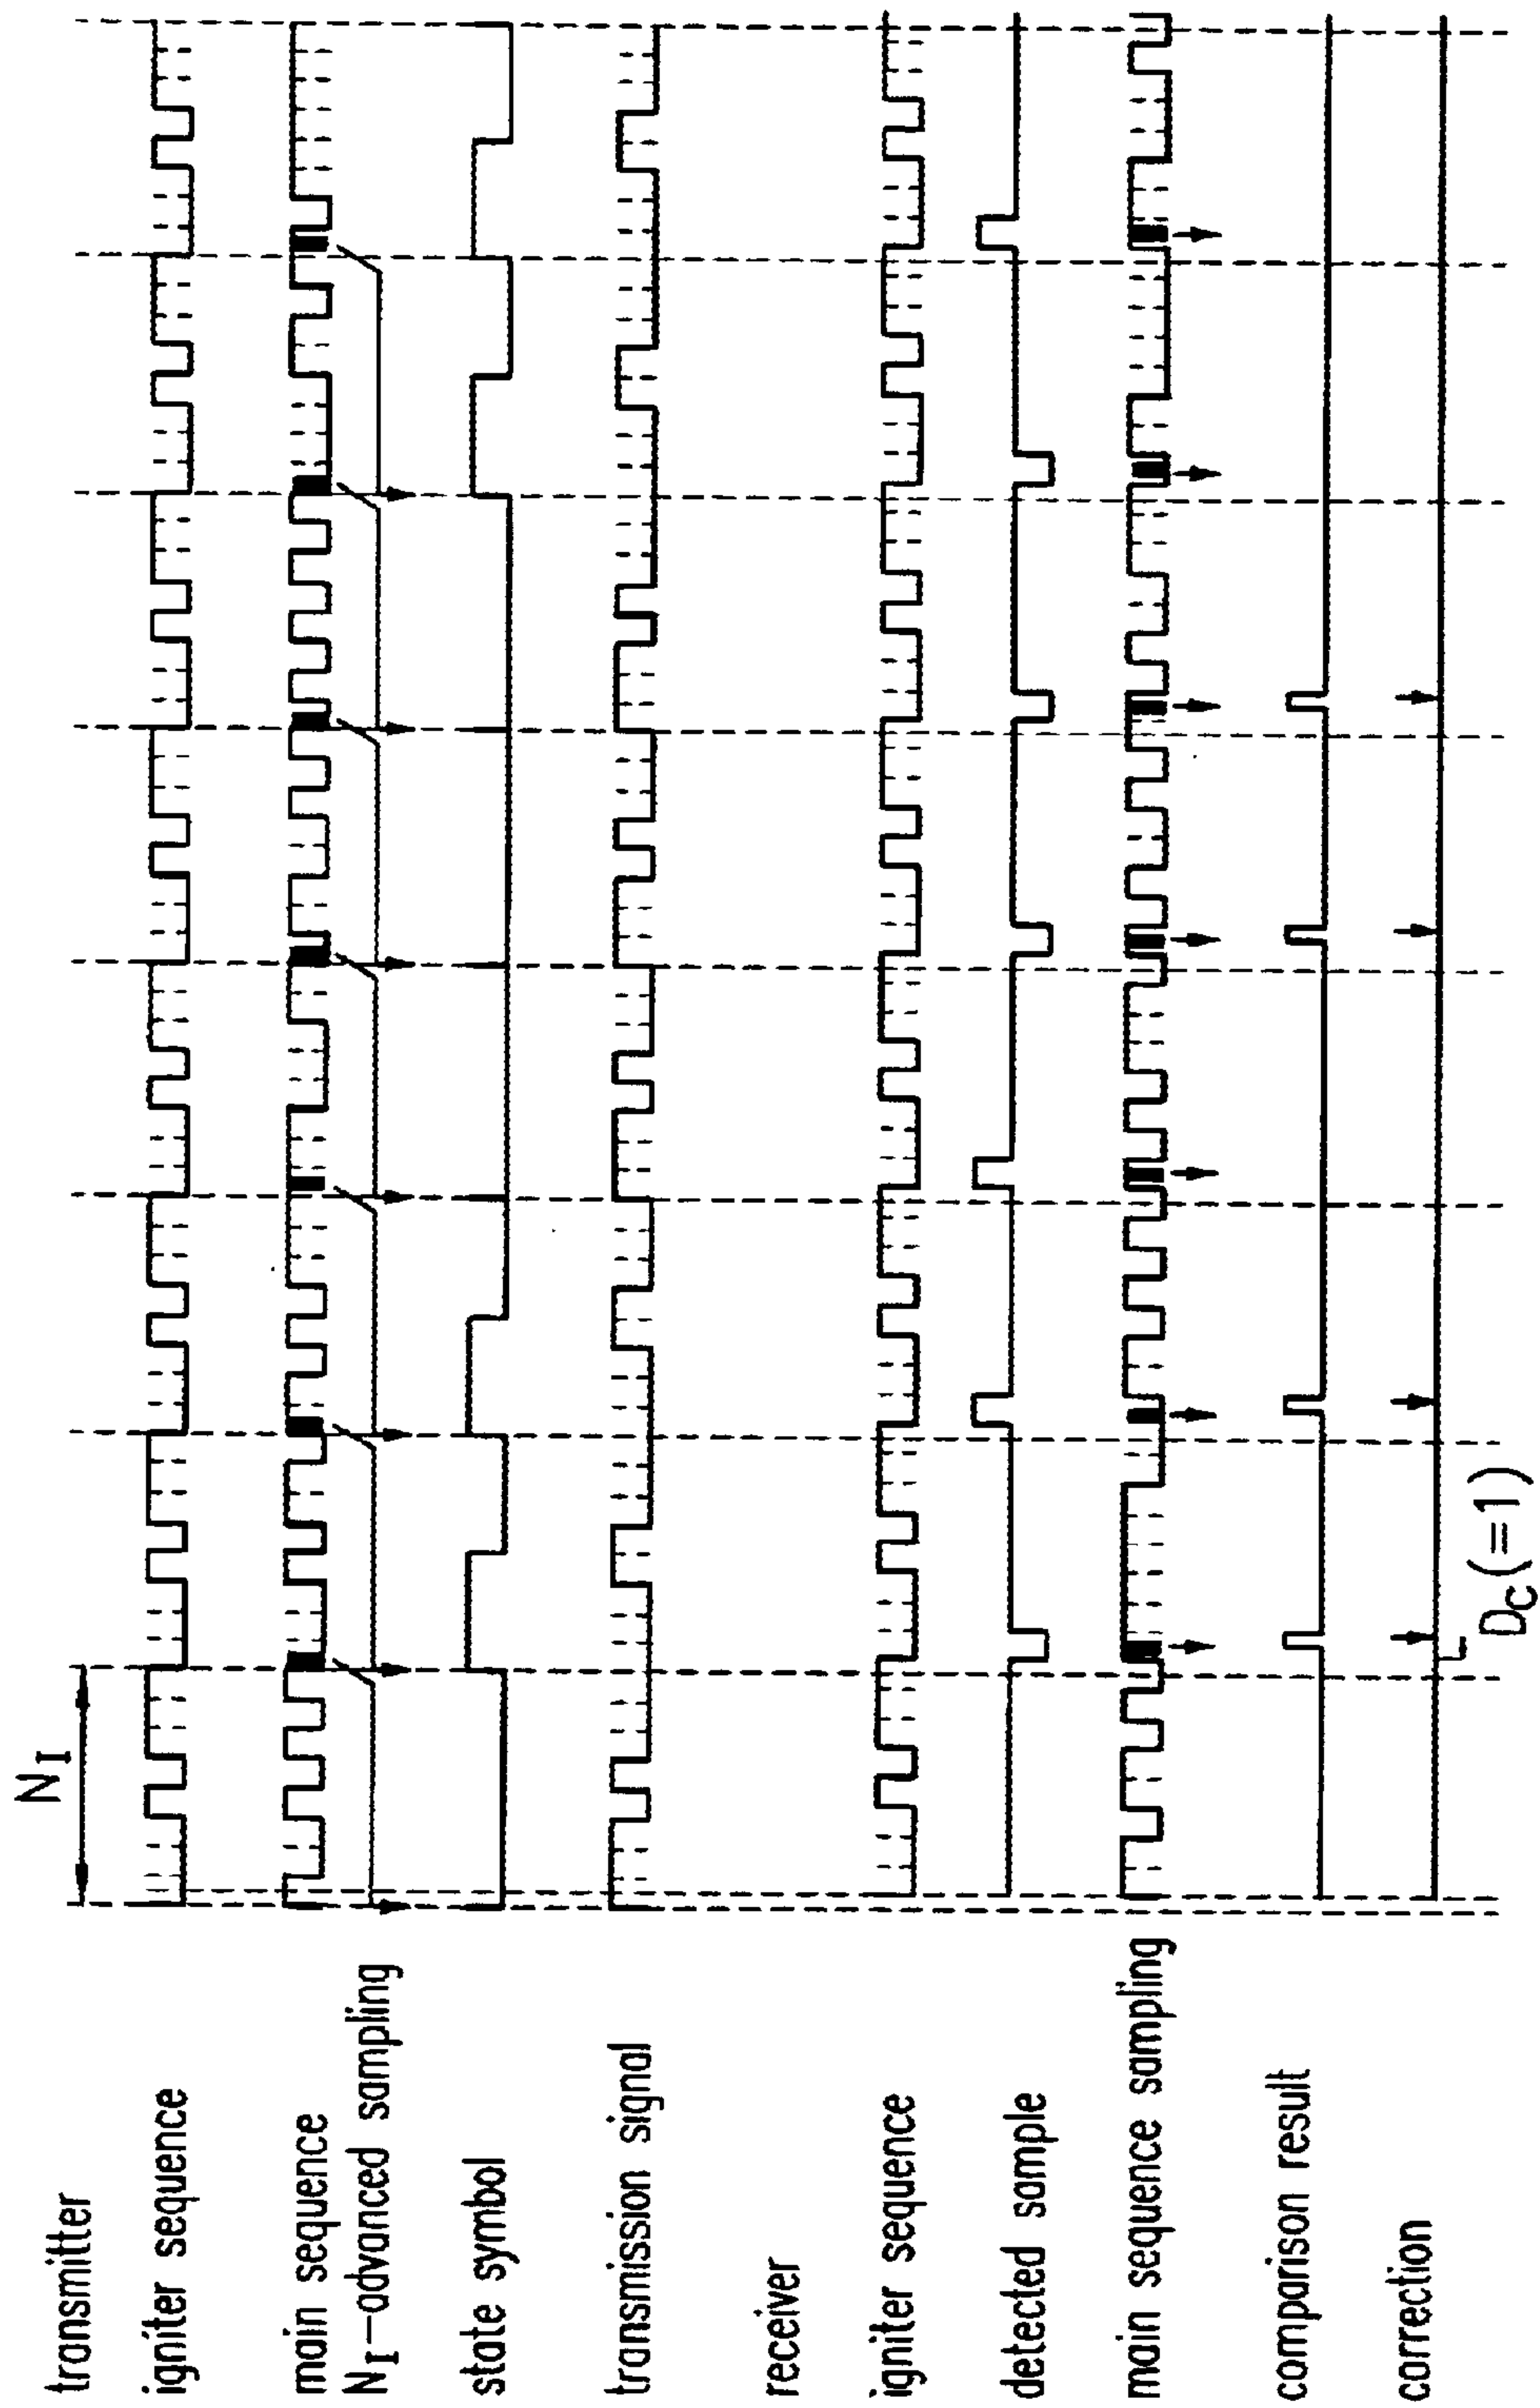 N_I
transmitter
igniter sequence
main sequence
N_I-advanced sampling
state symbol
transmission signal
receiver
igniter sequence
detected sample
main sequence sampling
comparison result
correction
D_C(=1)